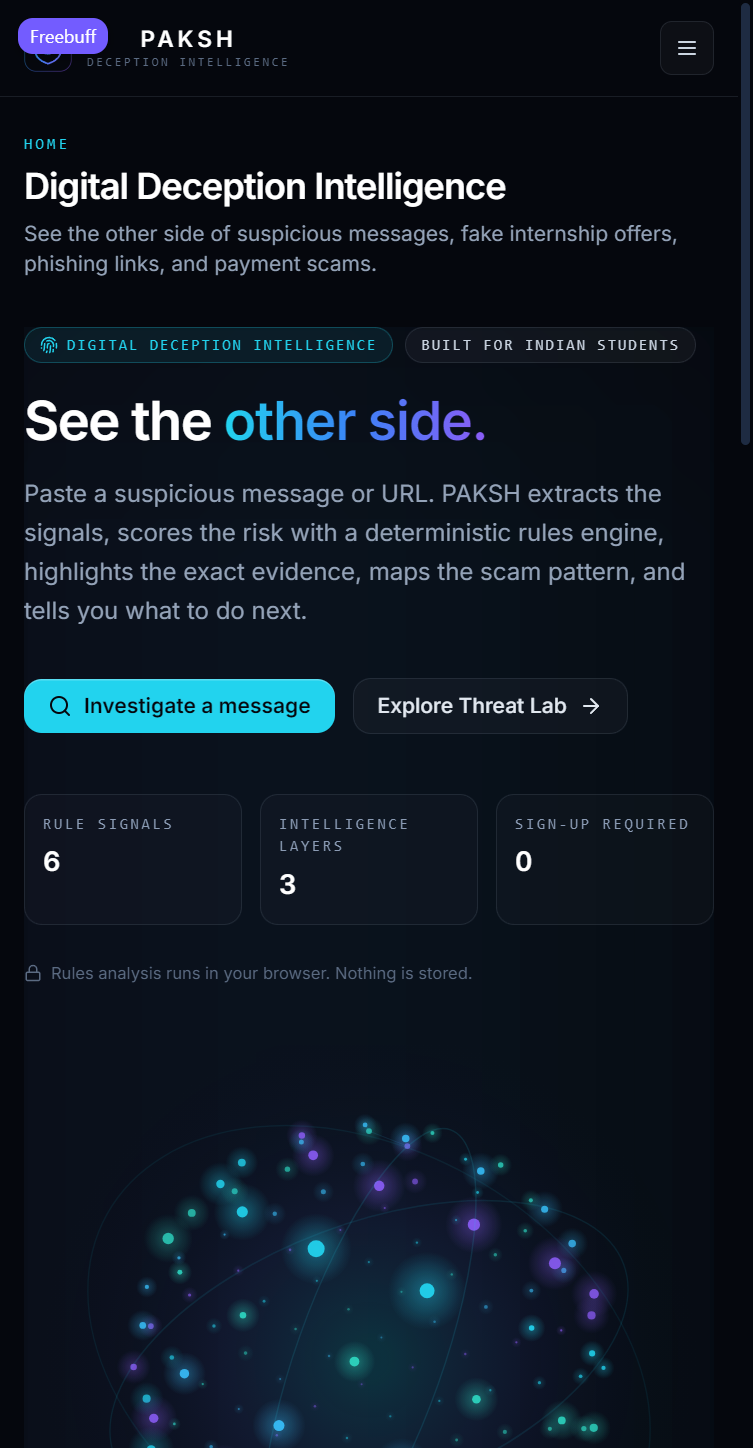 Freebuff
PAKSH
DECEPTION INTELLIGENCE
HOME
Digital Deception Intelligence
See the other side of suspicious messages, fake internship offers,
phishing links, and payment scams.
DIGITAL DECEPTION INTELLIGENCE
BUILT FOR INDIAN STUDENTS
See the other side.
Paste a suspicious message or URL. PAKSH extracts the
signals, scores the risk with a deterministic rules engine,
highlights the exact evidence, maps the scam pattern, and
tells you what to do next.
Investigate a message
Explore Threat Lab
RULE SIGNALS
6
INTELLIGENCE
LAYERS
3
SIGN-UP REQUIRED
0
Rules analysis runs in your browser. Nothing is stored.